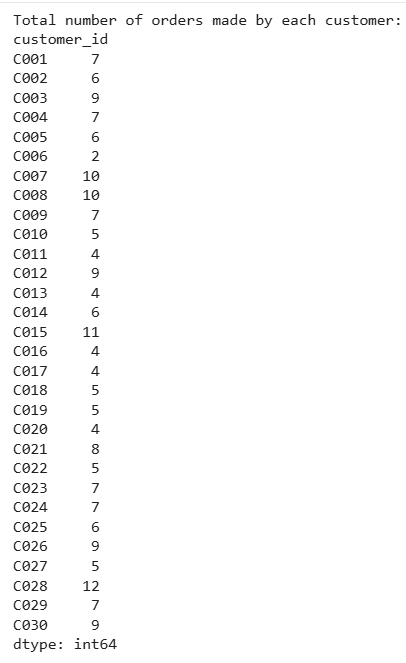 Total number of orders made by each customer:
customer_id
C001     7
C002     6
C003     9
C004     7
C005     6
C006     2
C007    10
C008    10
C009     7
C010     5
C011     4
C012     9
C013     4
C014     6
C015    11
C016     4
C017     4
C018     5
C019     5
C020     4
C021     8
C022     5
C023     7
C024     7
C025     6
C026     9
C027     5
C028    12
C029     7
C030     9
dtype: int64